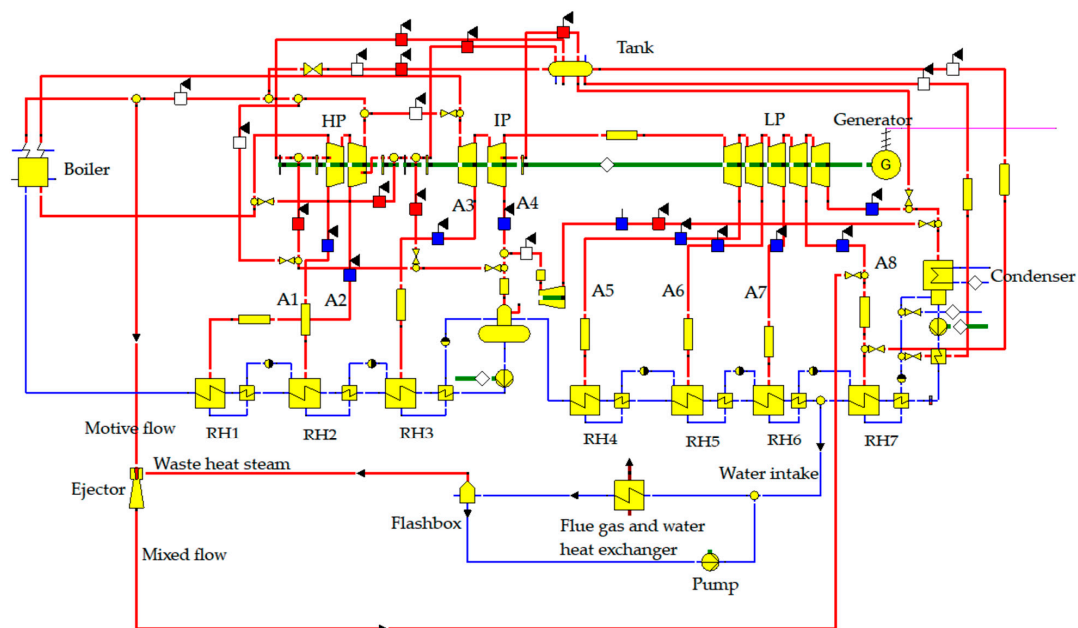 Tank
HP
IP
LP
Generator
G
Boiler
A3
A4
A1
A2
A5
A6
A7
A8
Condenser
RH1
RH2
RH3
RH4
RH5
RH6
RH7
Motive flow
Waste heat steam
Water intake
Ejector
Flashbox
Flue gas and water
heat exchanger
Mixed flow
Pump